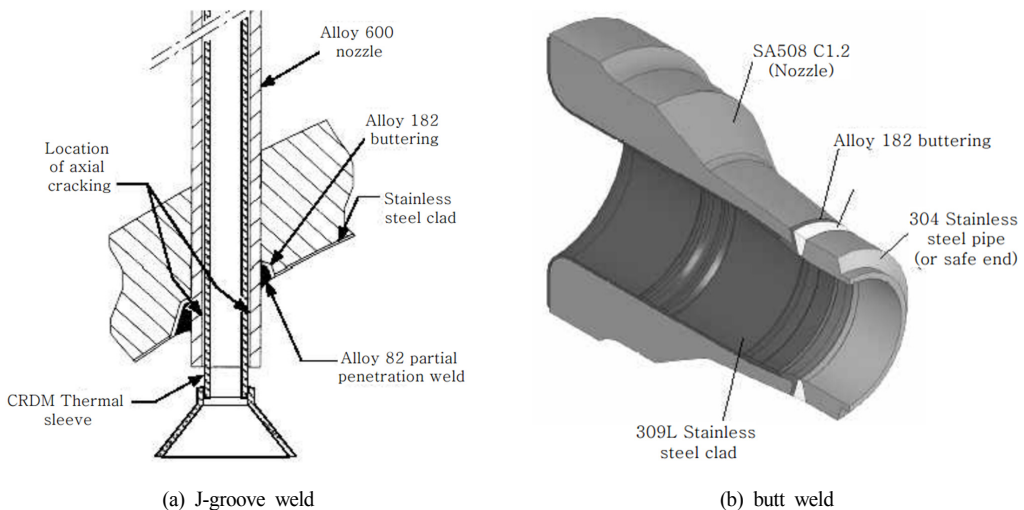 Alloy 600
nozzle
Alloy 182
buttering
Location
of axial
cracking
Stainless
steel clad
Alloy 82 partial
penetration weld
CRDM Thermal
sleeve
(a) J-groove weld
SA508 C1.2
(Nozzle)
Alloy 182 buttering
304 Stainless
steel pipe
(or safe end)
309L Stainless
steel clad
(b) butt weld